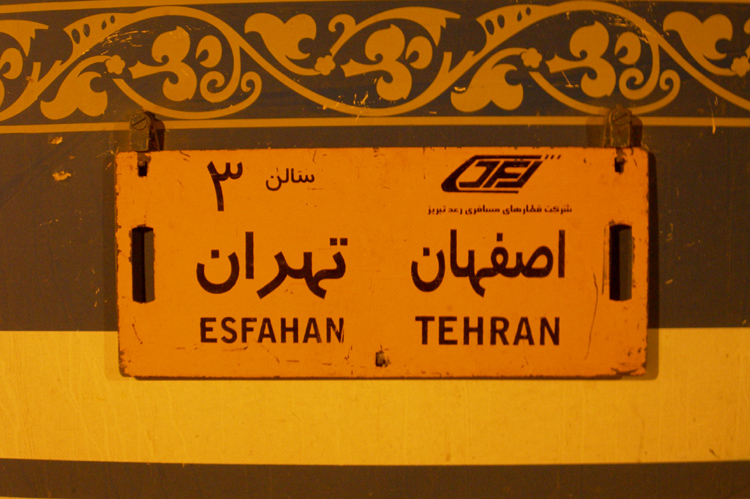 سالن ۳
شرکت قطارهای مسافری رعد تبریز
اصفهان تهران
ESFAHAN TEHRAN